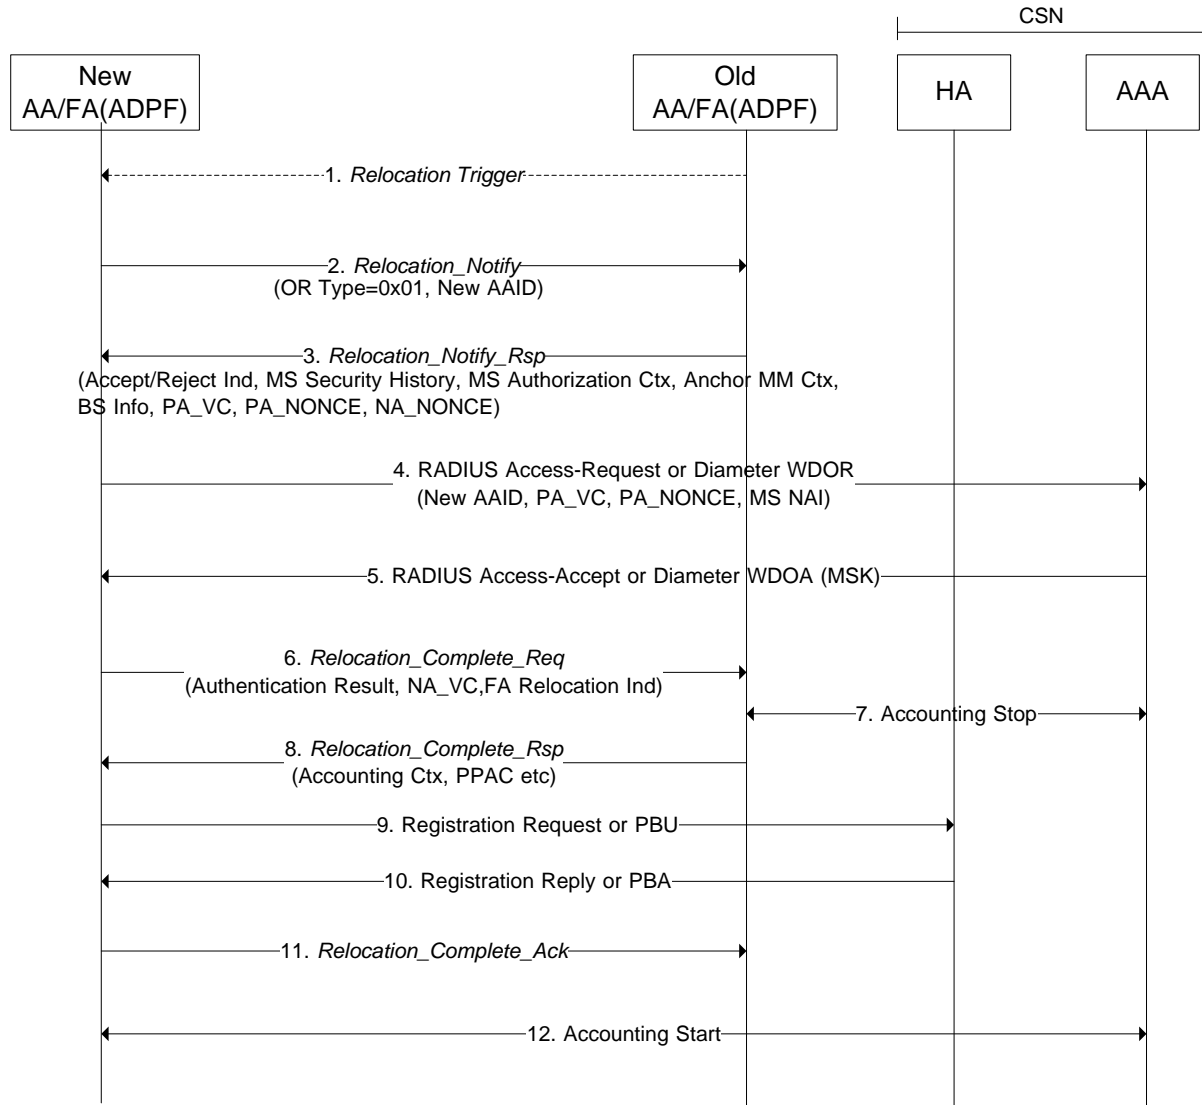 CSN
New
AA/FA(ADPF)
Old
AA/FA(ADPF)
HA
AAA
1. Relocation Trigger
2. Relocation_Notify
(OR Type=0x01, New AAID)
3. Relocation_Notify_Rsp
(Accept/Reject Ind, MS Security History, MS Authorization Ctx, Anchor MM Ctx,
BS Info, PA_VC, PA_NONCE, NA_NONCE)
4. RADIUS Access-Request or Diameter WDOR
(New AAID, PA_VC, PA_NONCE, MS NAI)
5. RADIUS Access-Accept or Diameter WDOA (MSK)
6. Relocation_Complete_Req
(Authentication Result, NA_VC,FA Relocation Ind)
7. Accounting Stop
8. Relocation_Complete_Rsp
(Accounting Ctx, PPAC etc)
9. Registration Request or PBU
10. Registration Reply or PBA
11. Relocation_Complete_Ack
12. Accounting Start